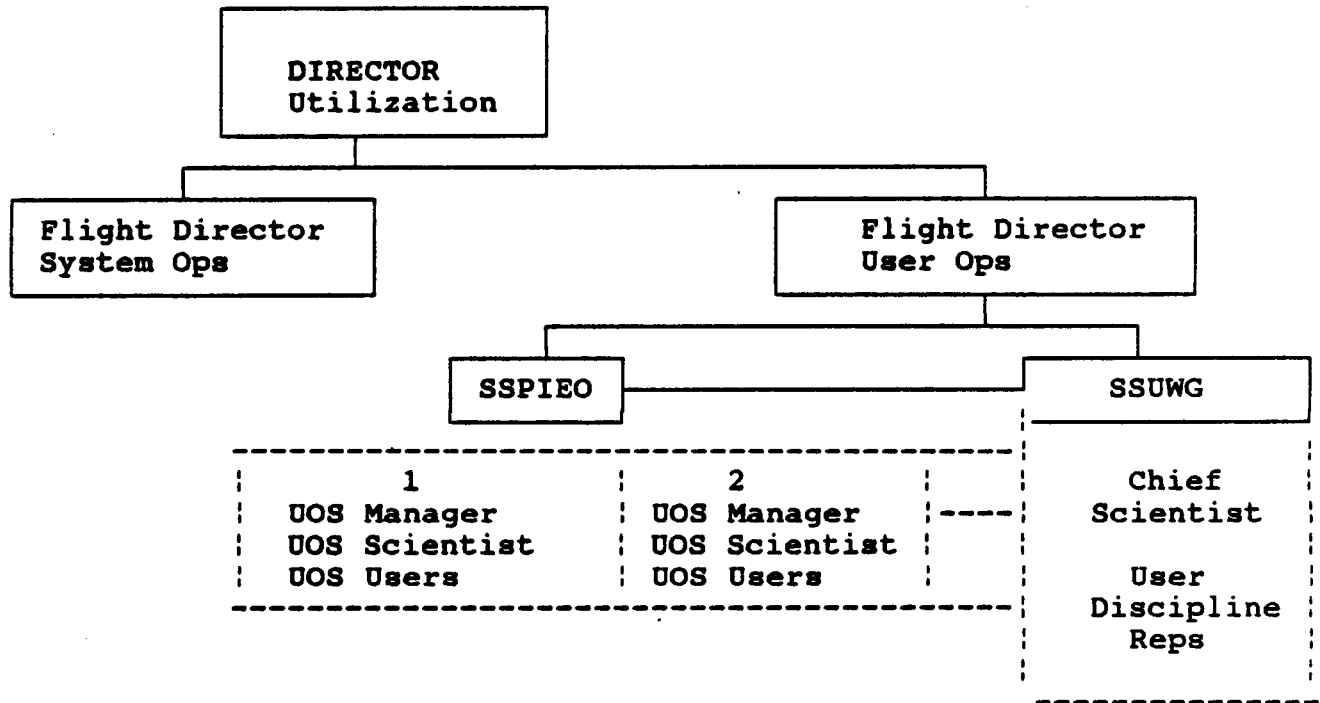 DIRECTOR
Utilization
Flight Director
System Ops
Flight Director
User Ops
SSPIEO
SSUWG
1
UOS Manager
UOS Scientist
UOS Users
2
UOS Manager
UOS Scientist
UOS Users
Chief
Scientist
User
Discipline
Reps